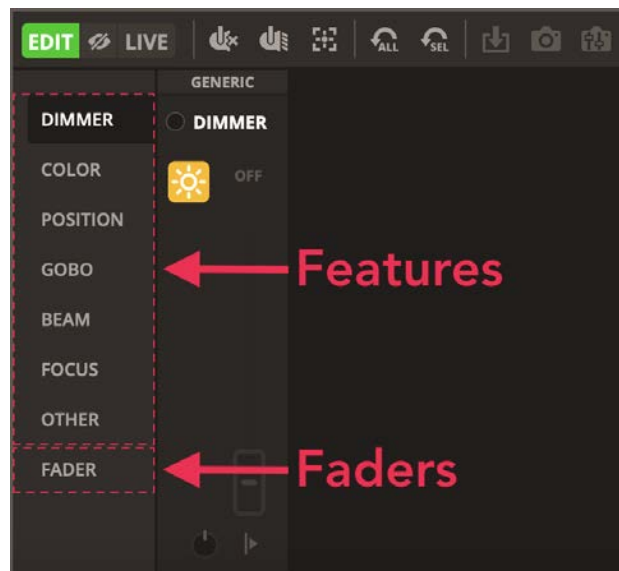 EDIT LIVE ALL SEL
GENERIC
DIMMER
DIMMER
COLOR
OFF
POSITION
GOBO
Features
BEAM
FOCUS
OTHER
FADER
Faders